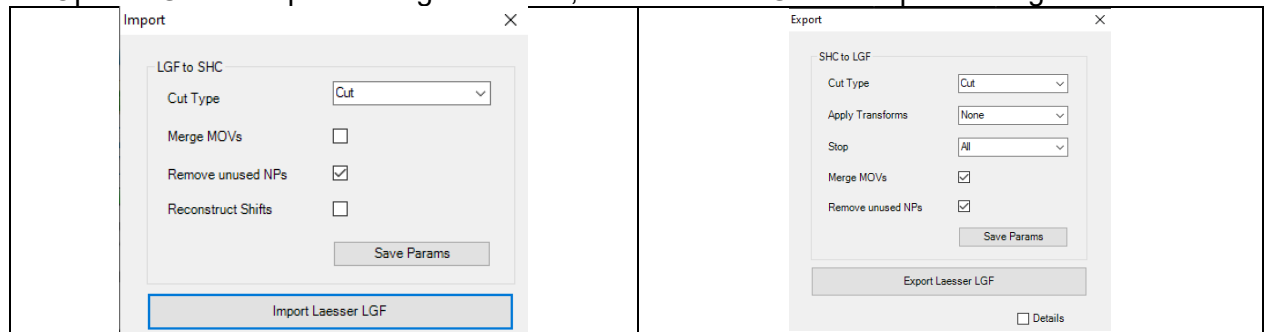 Import
LGF to SHC
Cut Type
Cut
Merge MOVs
Remove unused NPs
Reconstruct Shifts
Save Params
Import Laesser LGF
Export
SHC to LGF
Cut Type
Cut
Apply Transforms
None
Stop
All
Merge MOVs
Remove unused NPs
Save Params
Export Laesser LGF
Details